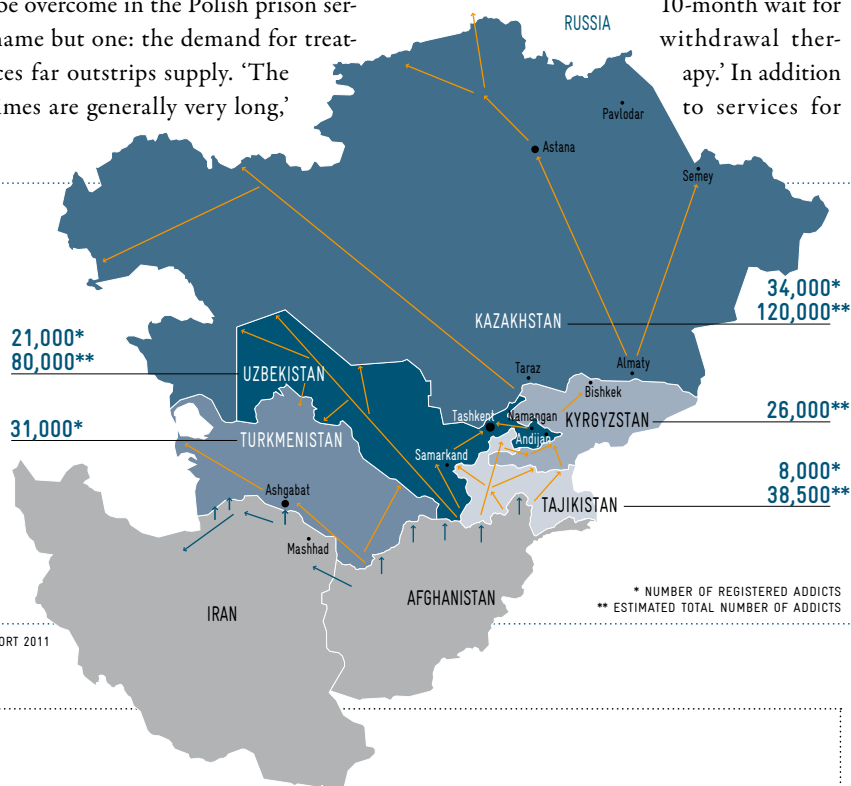 be overcome in the Polish prison ser-
name but one: the demand for treat-
ces far outstrips supply. ‘The
imes are generally very long,’
10-month wait for
withdrawal ther-
apy.’ In addition
to services for
RUSSIA
Pavlodar
Astana
Semey
34,000*
120,000**
KAZAKHSTAN
21,000*
80,000**
UZBEKISTAN
Taraz
Almaty
Bishkek
Tashkent
Namangan
KYRGYZSTAN
26,000**
31,000*
TURKMENISTAN
Andijan
Samarkand
8,000*
38,500**
Ashgabat
TAJIKISTAN
Mashhad
AFGHANISTAN
IRAN
* NUMBER OF REGISTERED ADDICTS
** ESTIMATED TOTAL NUMBER OF ADDICTS
ORT 2011